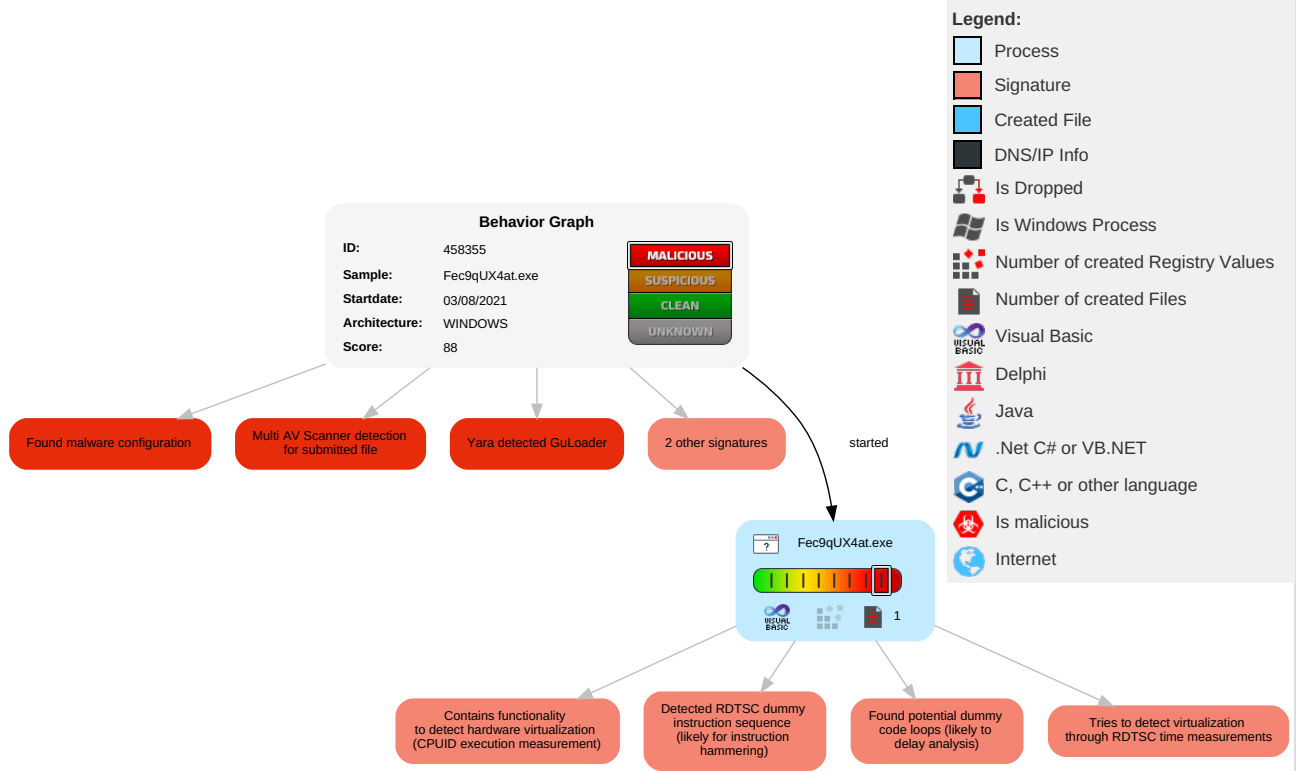 Legend:
Process
Signature
Created File
DNS/IP Info
Is Dropped
Is Windows Process
Number of created Registry Values
Number of created Files
VISUAL
BASIC
Visual Basic
Delphi
Java
.Net C# or VB.NET
C, C++ or other language
Is malicious
Internet
Behavior Graph
ID: 458355
Sample: Fec9qUX4at.exe
Startdate: 03/08/2021
Architecture: WINDOWS
Score: 88
MALICIOUS
SUSPICIOUS
CLEAN
UNKNOWN
Found malware configuration
Multi AV Scanner detection
for submitted file
Yara detected GuLoader
2 other signatures
started
?
Fec9qUX4at.exe
VISUAL
BASIC
1
Contains functionality
to detect hardware virtualization
(CPUID execution measurement)
Detected RDTSC dummy
instruction sequence
(likely for instruction
hammering)
Found potential dummy
code loops (likely to
delay analysis)
Tries to detect virtualization
through RDTSC time measurements